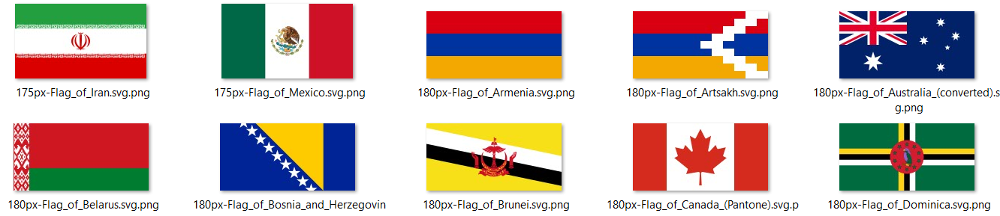 175px-Flag_of_Iran.svg.png
175px-Flag_of_Mexico.svg.png
180px-Flag_of_Armenia.svg.png
180px-Flag_of_Artsakh.svg.png
180px-Flag_of_Australia_(converted).s
g.png
180px-Flag_of_Belarus.svg.png
180px-Flag_of_Bosnia_and_Herzegovin
180px-Flag_of_Brunei.svg.png
180px-Flag_of_Canada_(Pantone).svg.p
180px-Flag_of_Dominica.svg.png